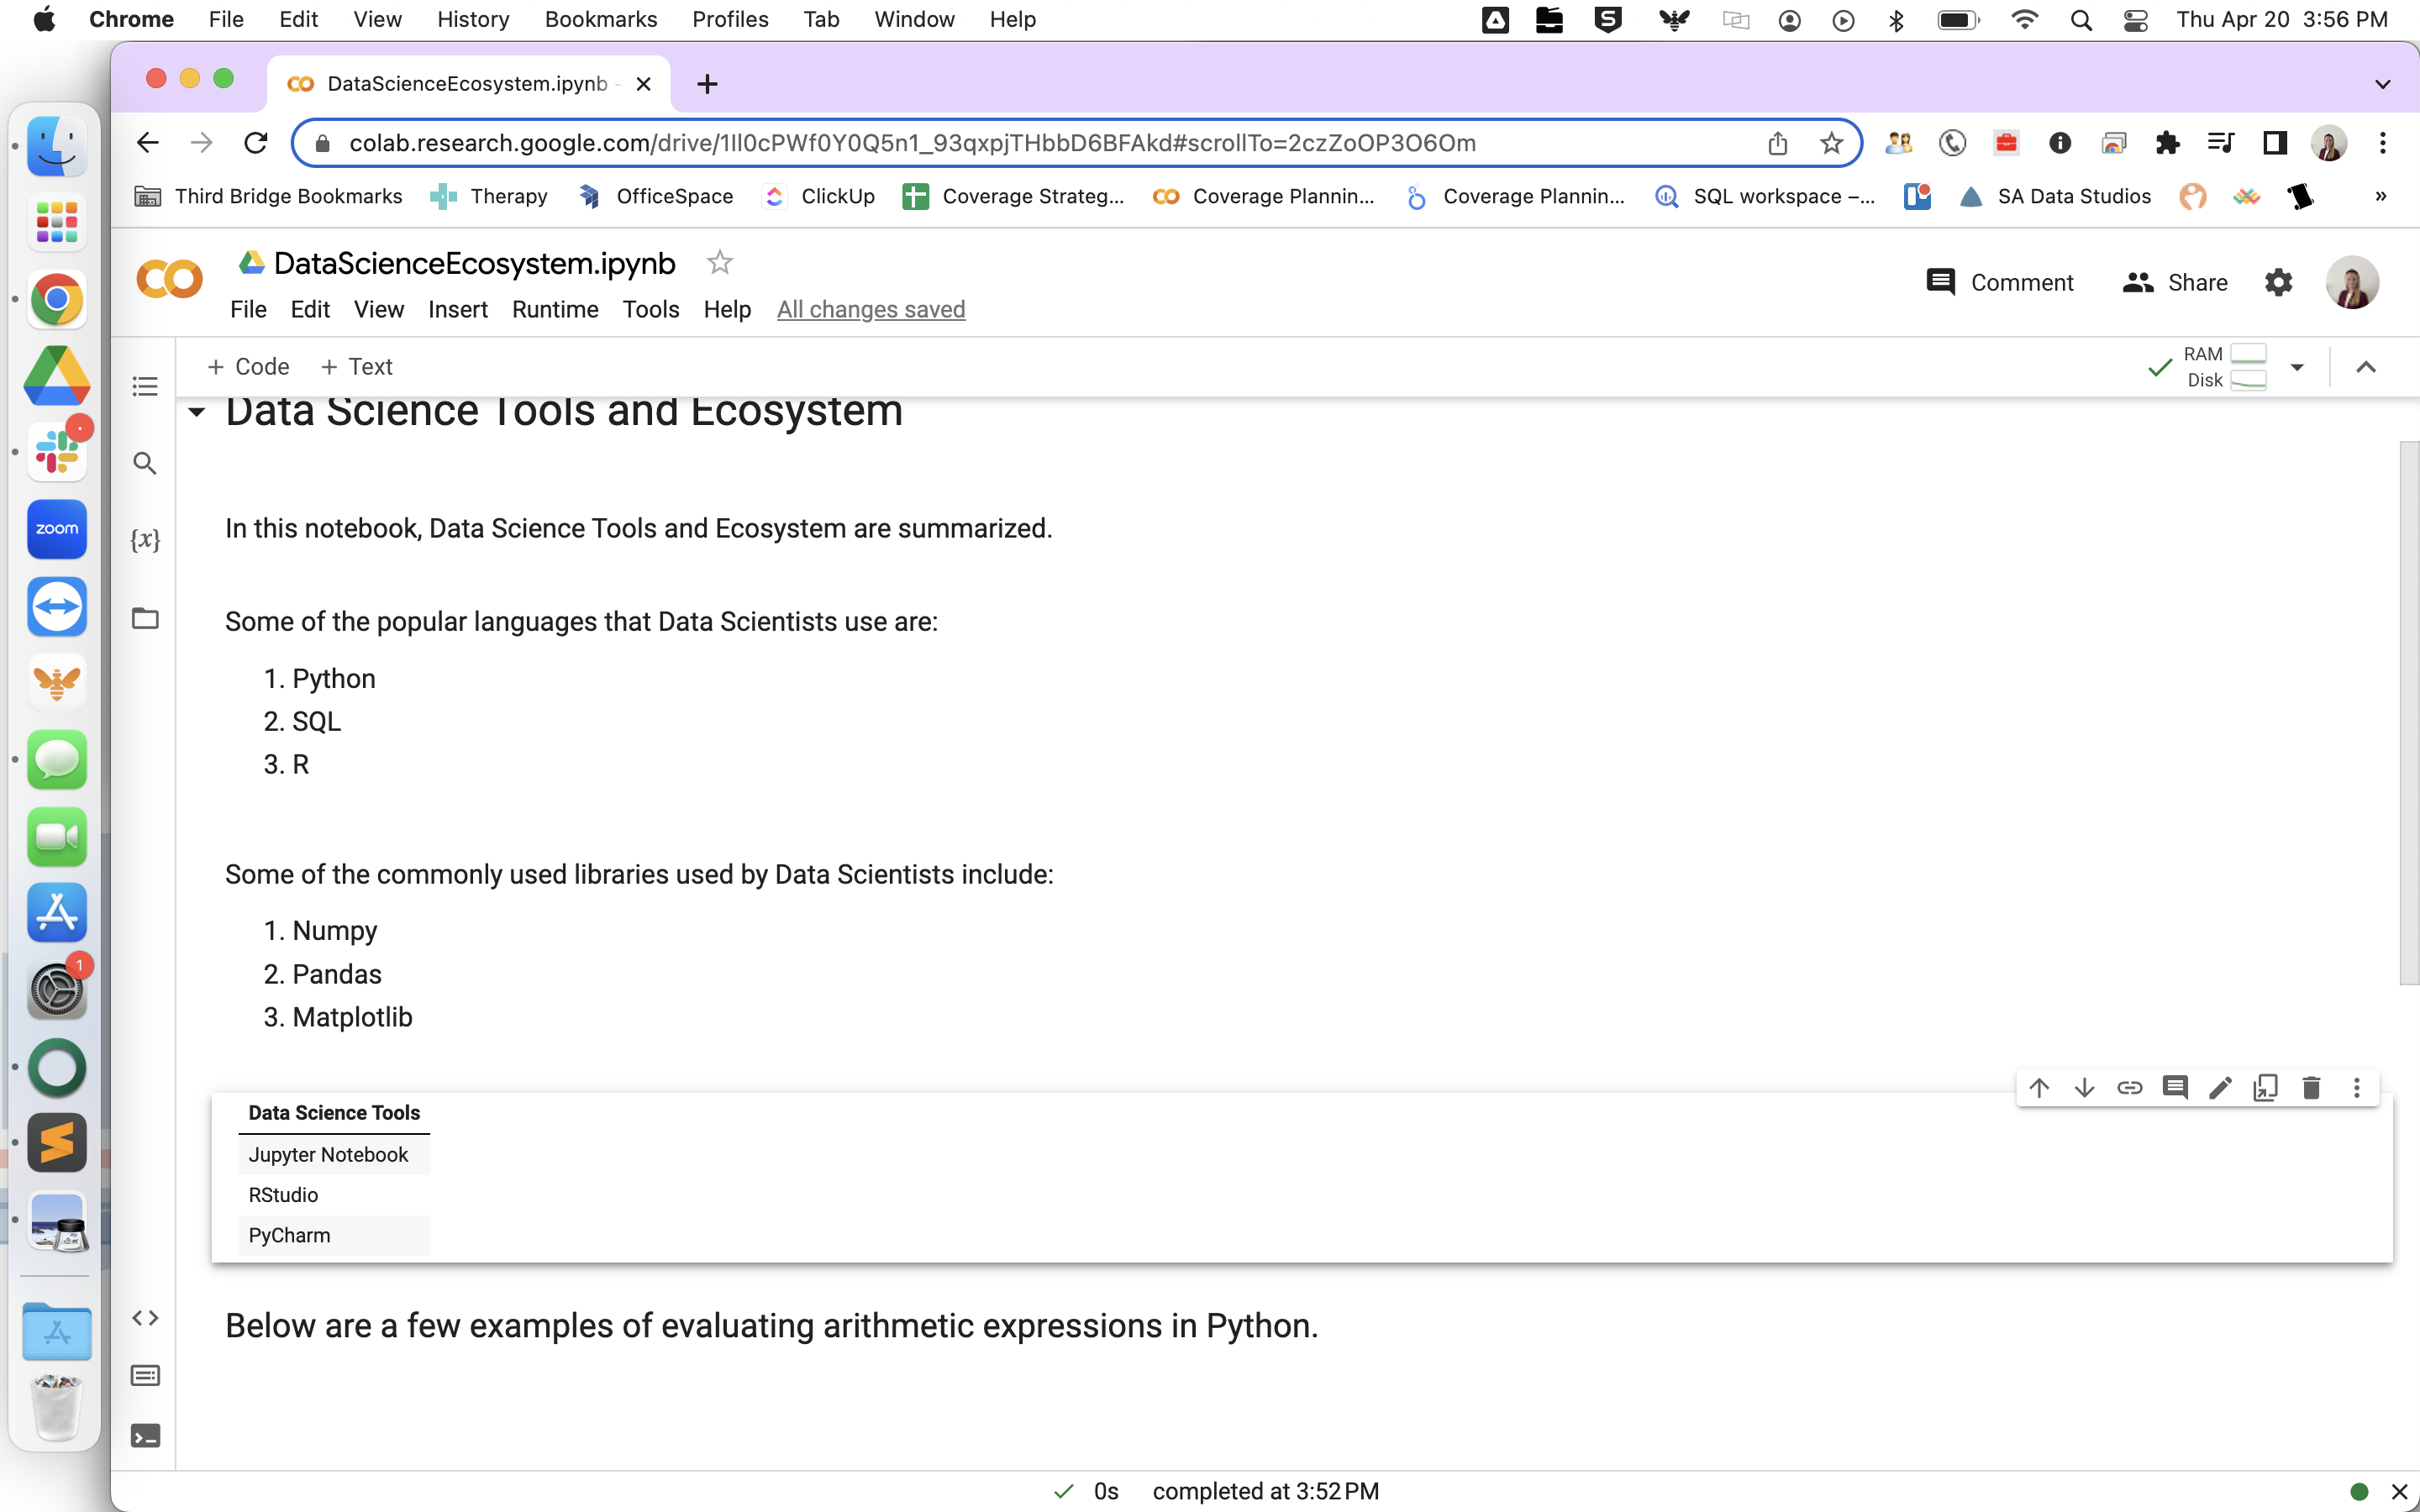 Chrome File Edit View History Bookmarks Profiles Tab Window Help Thu Apr 20 3:56 PM
DataScienceEcosystem.ipynb -
colab.research.google.com/drive/1Il0cPWf0Y0Q5n1_93qxpjTHbbD6BFAkd#scrollTo=2czZoOP3O6Om
Third Bridge Bookmarks Therapy OfficeSpace ClickUp Coverage Strateg... Coverage Plannin... Coverage Plannin... SQL workspace –... SA Data Studios »
DataScienceEcosystem.ipynb
Comment Share
File Edit View Insert Runtime Tools Help All changes saved
+ Code + Text
RAM
Disk
Data Science Tools and Ecosystem
In this notebook, Data Science Tools and Ecosystem are summarized.
Some of the popular languages that Data Scientists use are:
1. Python
2. SQL
3. R
Some of the commonly used libraries used by Data Scientists include:
1. Numpy
2. Pandas
3. Matplotlib
Data Science Tools
Jupyter Notebook
RStudio
PyCharm
Below are a few examples of evaluating arithmetic expressions in Python.
0s completed at 3:52 PM
{x}
zoom
1